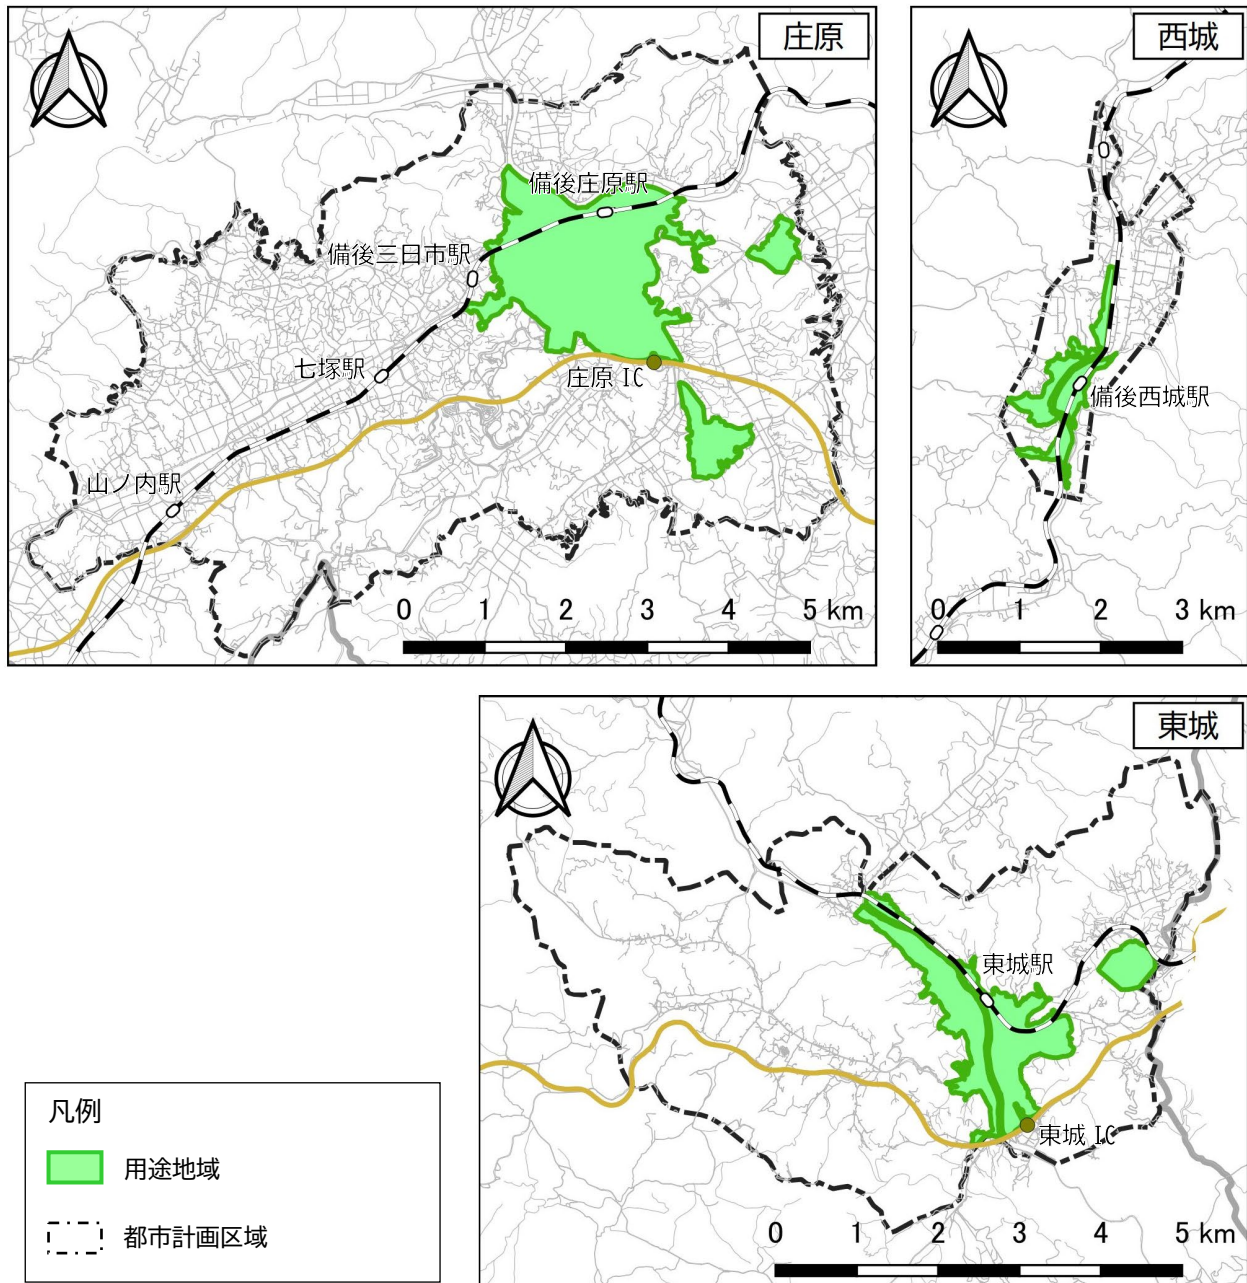 庄原
備後庄原駅
備後三日市駅
七塚駅
庄原 IC
山ノ内駅
0 1 2 3 4 5 km
西城
備後西城駅
0 1 2 3 km
東城
東城駅
東城 IC
0 1 2 3 4 5 km
凡例
用途地域
都市計画区域